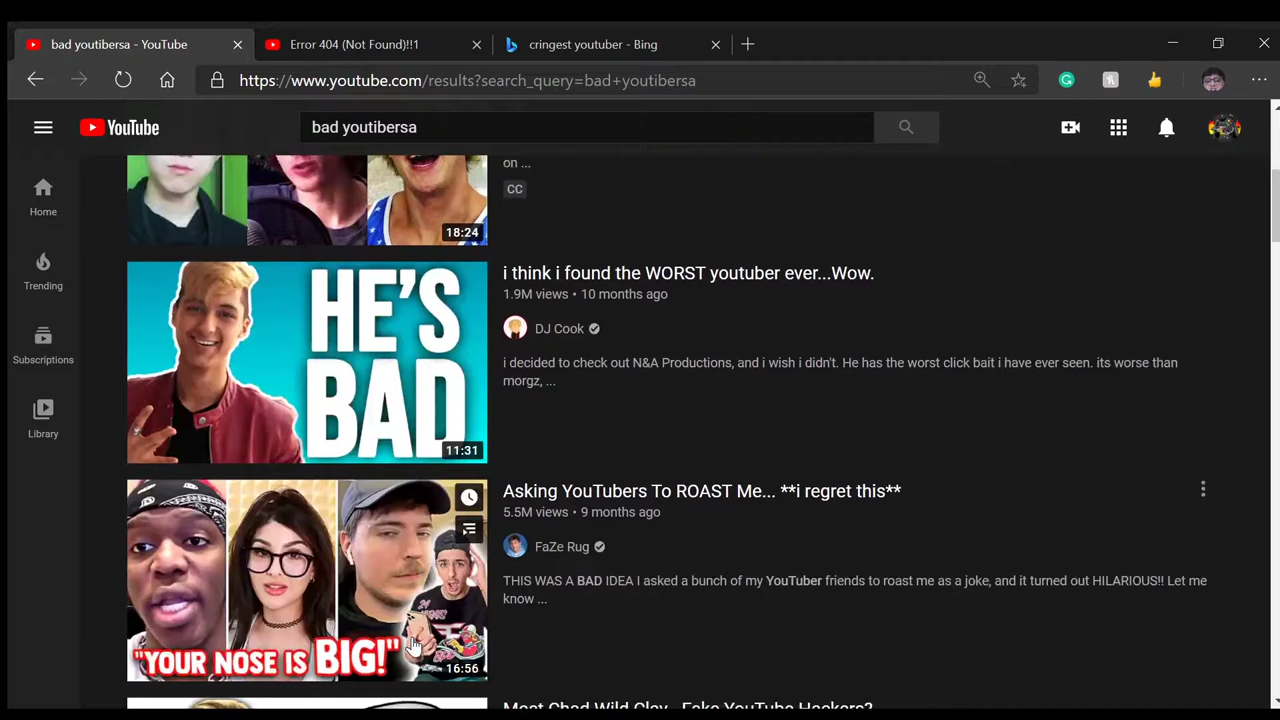 bad youtibersa - YouTube
Error 404 (Not Found)!!1
cringest youtuber - Bing
https://www.youtube.com/results?search_query=bad+youtibersa
YouTube
bad youtibersa
Home
Trending
Subscriptions
Library
on ...
CC
18:24
HE'S
BAD
11:31
i think i found the WORST youtuber ever...Wow.
1.9M views • 10 months ago
DJ Cook
i decided to check out N&A Productions, and i wish i didn't. He has the worst click bait i have ever seen. its worse than
morgz, ...
"YOUR NOSE IS BIG!"
16:56
Asking YouTubers To ROAST Me... **i regret this**
5.5M views • 9 months ago
FaZe Rug
THIS WAS A BAD IDEA I asked a bunch of my YouTuber friends to roast me as a joke, and it turned out HILARIOUS!! Let me
know ...
Most Chad Wild Clay - Fake YouTube Hackers?